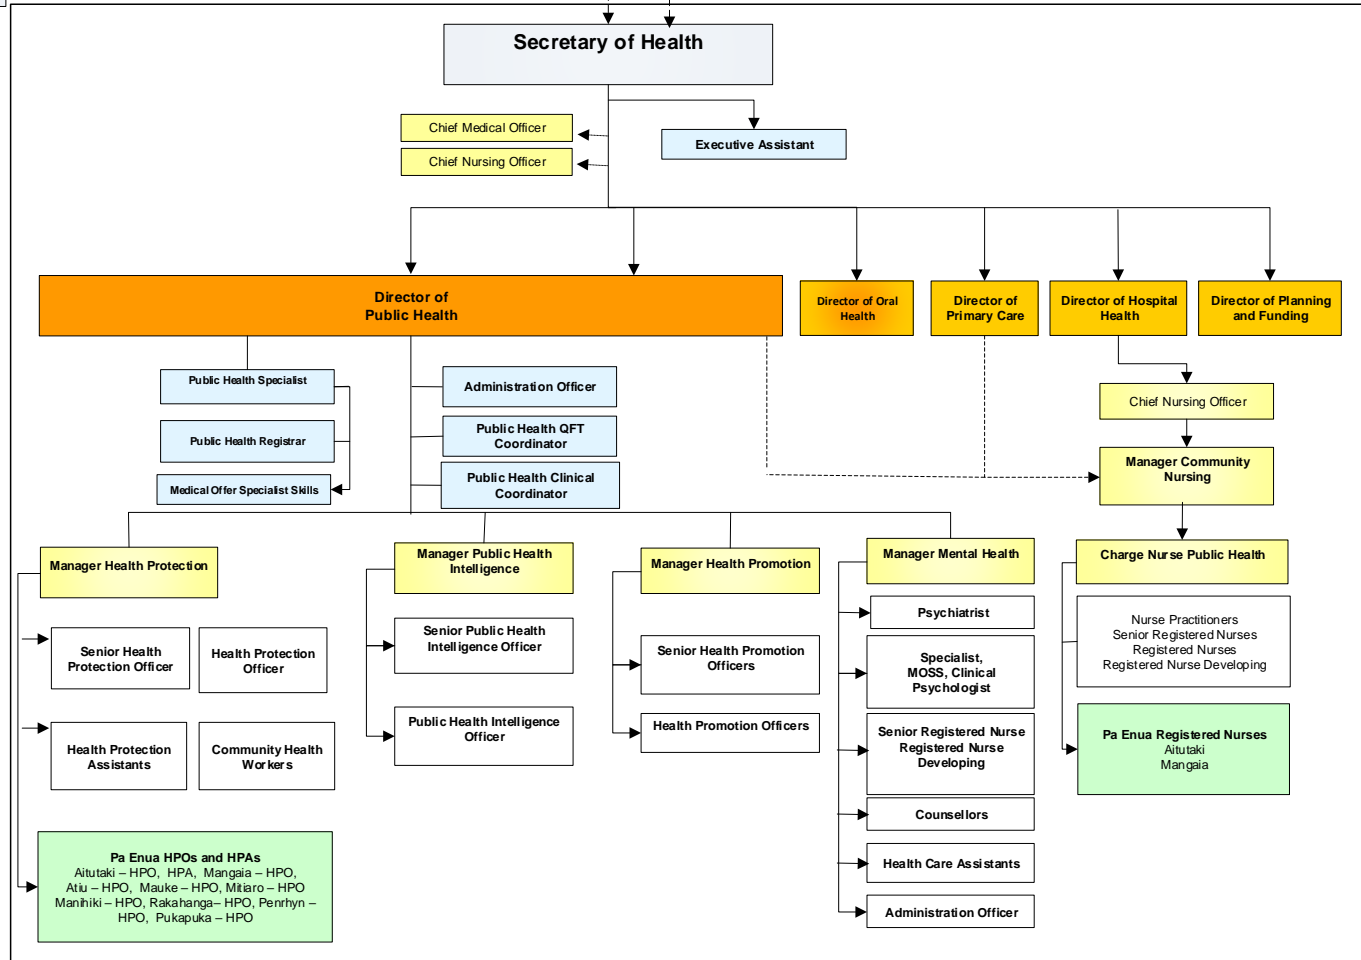 Secretary of Health
Chief Medical Officer
Executive Assistant
Chief Nursing Officer
Director of
Public Health
Director of Oral
Health
Director of
Primary Care
Director of Hospital
Health
Director of Planning
and Funding
Public Health Specialist
Public Health Registrar
Medical Offer Specialist Skills
Administration Officer
Public Health QFT
Coordinator
Public Health Clinical
Coordinator
Chief Nursing Officer
Manager Community
Nursing
Manager Health Protection
Senior Health
Protection Officer
Health Protection
Officer
Health Protection
Assistants
Community Health
Workers
Pa Enua HPOs and HPAs
Aitutaki – HPO, HPA, Mangaia – HPO,
Atiu – HPO, Mauke – HPO, Mitiaro – HPO
Manihiki – HPO, Rakahanga– HPO, Penrhyn –
HPO, Pukapuka – HPO
Manager Public Health
Intelligence
Senior Public Health
Intelligence Officer
Public Health Intelligence
Officer
Manager Health Promotion
Senior Health Promotion
Officers
Health Promotion Officers
Manager Mental Health
Psychiatrist
Specialist,
MOSS, Clinical
Psychologist
Senior Registered Nurse
Registered Nurse
Developing
Counsellors
Health Care Assistants
Administration Officer
Charge Nurse Public Health
Nurse Practitioners
Senior Registered Nurses
Registered Nurses
Registered Nurse Developing
Pa Enua Registered Nurses
Aitutaki
Mangaia